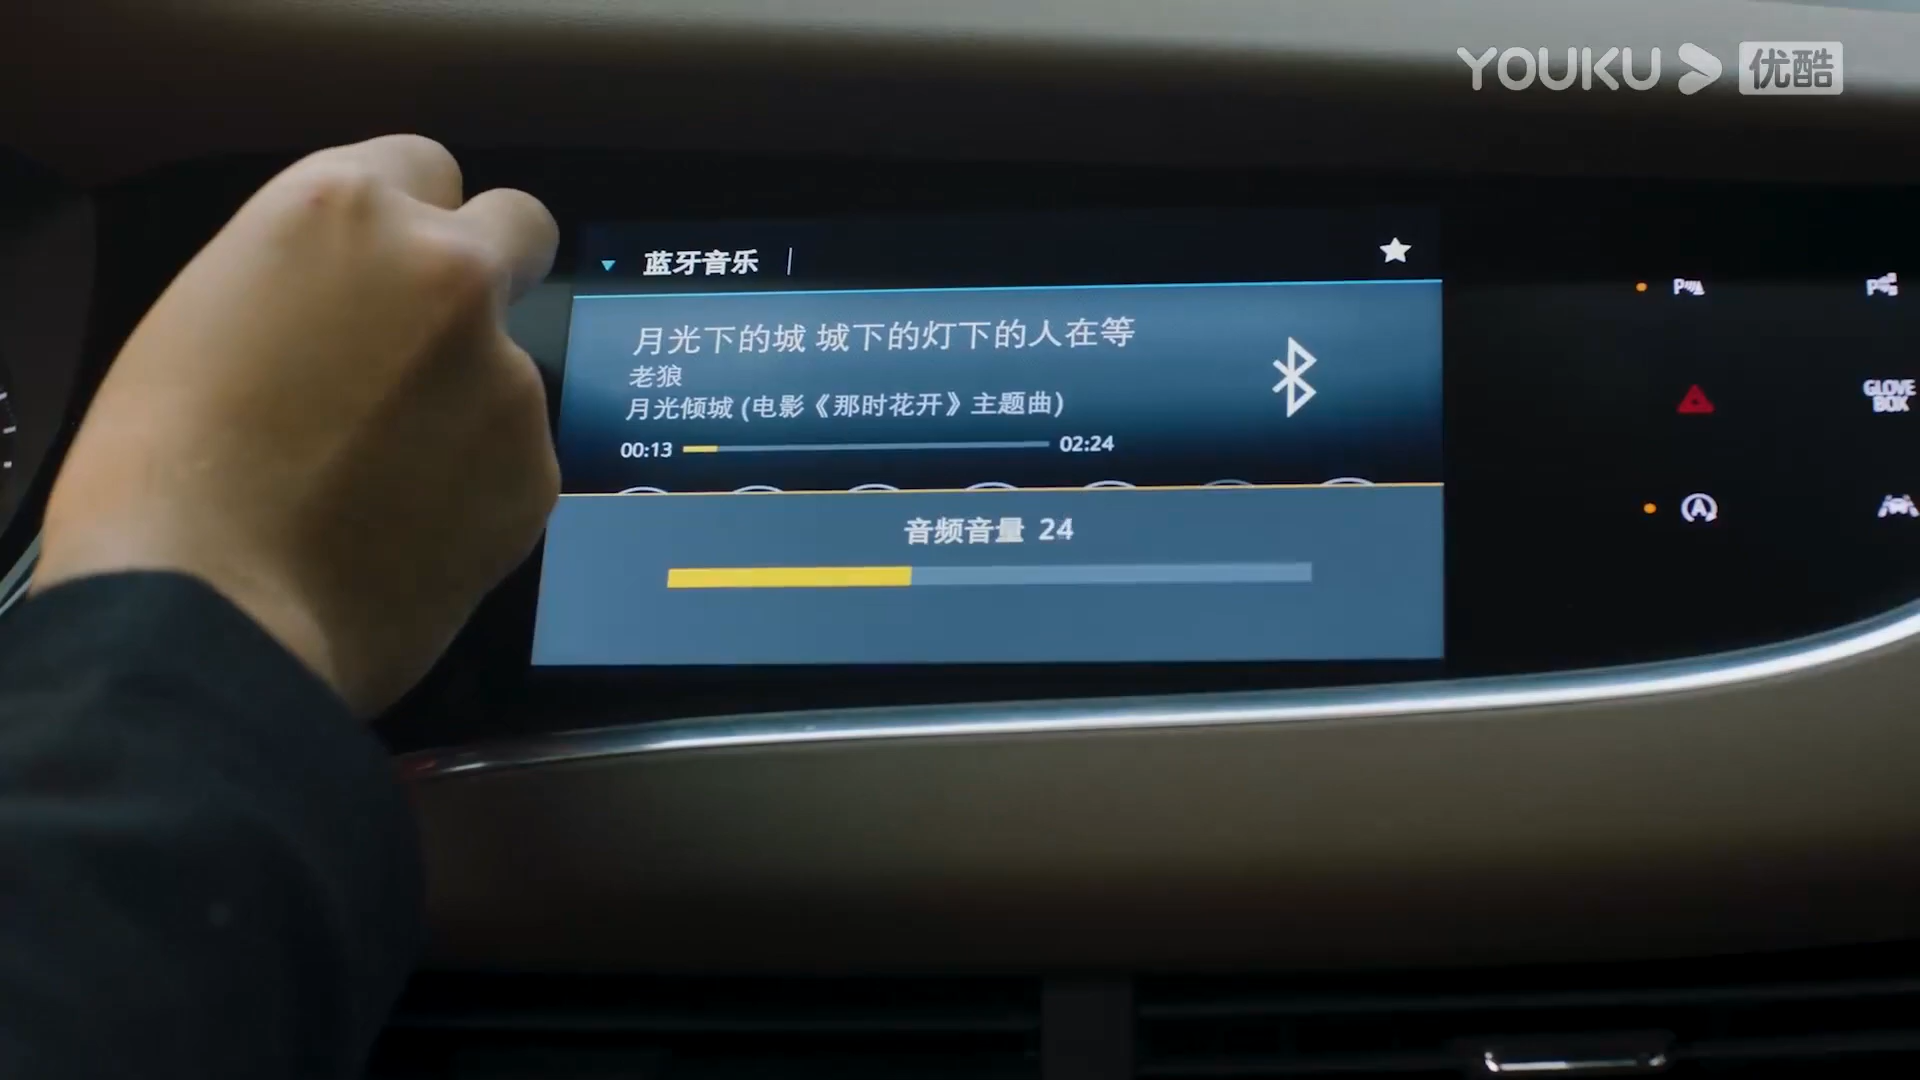 YOUKU 优酷
蓝牙音乐
月光下的城 城下的灯下的人在等
老狼
月光倾城 (电影《那时花开》主题曲)
00:13 02:24
音频音量 24
P
P
GLOVE
BOX
A